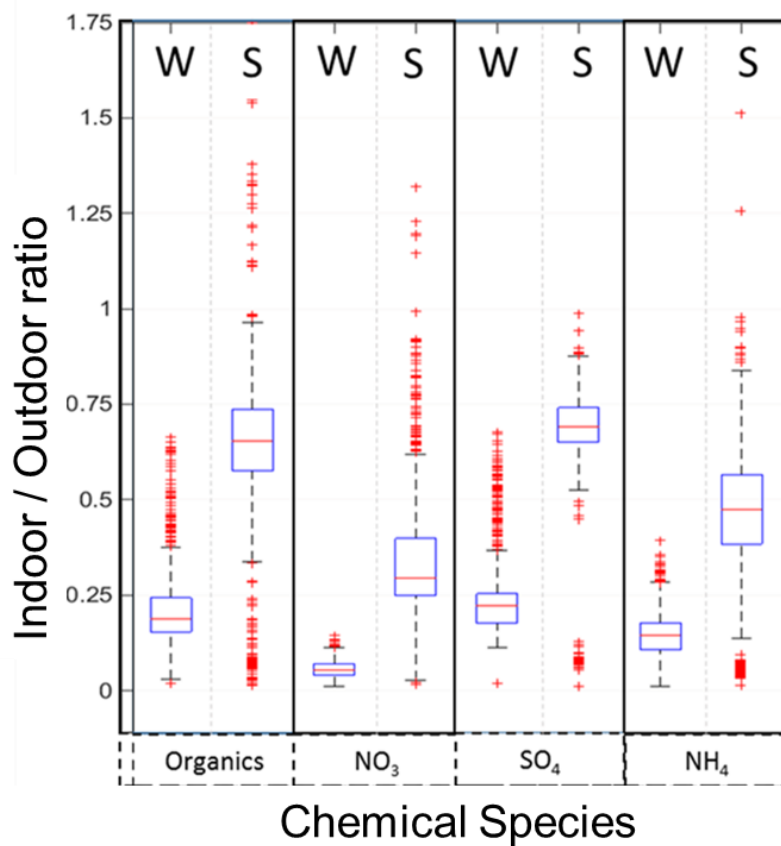 1.75
1.5
1.25
1
0.75
0.5
0.25
0
Indoor / Outdoor ratio
W S W S W S W S
Organics NO₃ SO₄ NH₄
Chemical Species